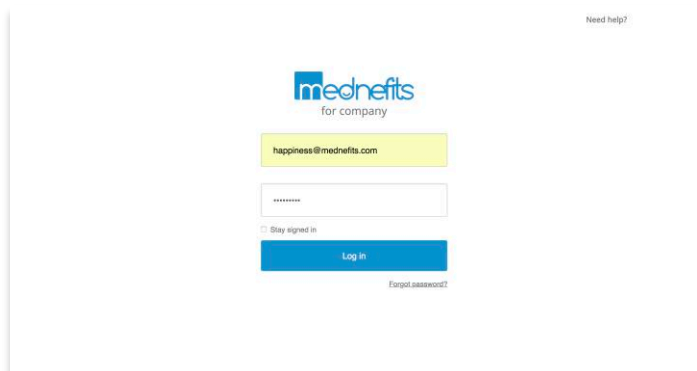 Need help?
mednefits
for company
happiness@mednefits.com
•••••••••
Stay signed in
Log in
Forgot password?